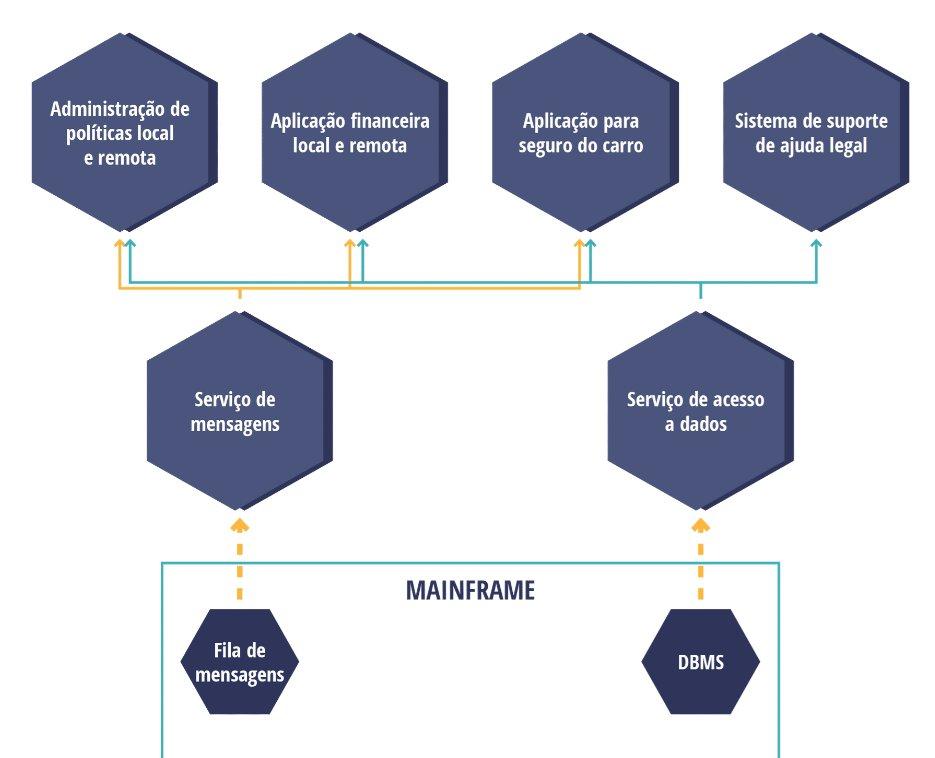 Administração de
políticas local
e remota
Aplicação financeira
local e remota
Aplicação para
seguro do carro
Sistema de suporte
de ajuda legal
Serviço de
mensagens
Serviço de acesso
a dados
MAINFRAME
Fila de
mensagens
DBMS